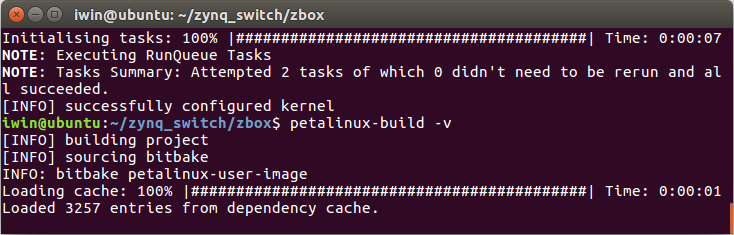 iwin@ubuntu: ~/zynq_switch/zbox
Initialising tasks: 100% |#######################################| Time: 0:00:07
NOTE: Executing RunQueue Tasks
NOTE: Tasks Summary: Attempted 2 tasks of which 0 didn't need to be rerun and al
l succeeded.
[INFO] successfully configured kernel
iwin@ubuntu:~/zynq_switch/zbox$ petalinux-build -v
[INFO] building project
[INFO] sourcing bitbake
INFO: bitbake petalinux-user-image
Loading cache: 100% |############################################| Time: 0:00:01
Loaded 3257 entries from dependency cache.